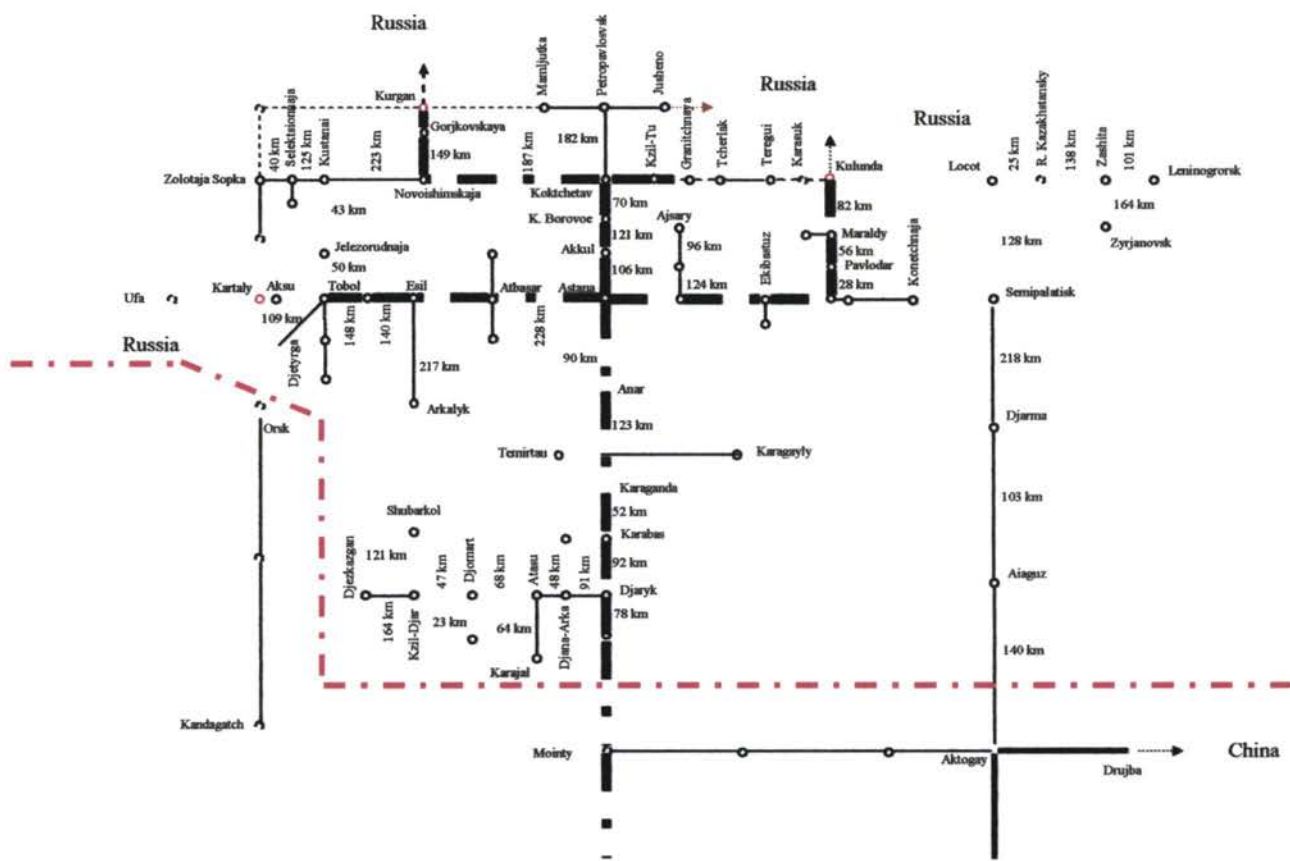 Russia
Mamljutka
Petropavlosvsk
Jusheno
Kurgan
Russia
Russia
40 km
Selektsionnaja
125 km
Kustanai
223 km
Gorjkovskaya
149 km
187 km
182 km
Kzil-Tu
Granitchnaya
Tcherlak
Teregui
Karasuk
Kulunda
Locot
25 km
R. Kazakhatansky
138 km
Zashita
101 km
Leninogrorsk
Zolotaja Sopka
Novoishimskaja
Koktchetav
43 km
70 km
Ajsary
82 km
164 km
K. Borovoe
121 km
96 km
Maraldy
128 km
Zyrjanovsk
Jelezorudnaja
50 km
Akkul
106 km
Ekibastuz
56 km
Pavlodar
Konetchnaja
Kartaly
Aksu
Tobol
Esil
Atbasar
Astana
124 km
28 km
Ufa
Semipalatisk
109 km
148 km
140 km
228 km
Russia
Djetyrga
217 km
90 km
218 km
Arkalyk
Anar
Djarma
Orsk
123 km
Temirtau
Karagayly
Karaganda
Shubarkol
52 km
103 km
Karabas
Djezkazgan
121 km
47 km
Djomart
68 km
Atasu
48 km
91 km
92 km
Aiaguz
Djaryk
164 km
Kzil-Djar
23 km
64 km
Djana-Arka
78 km
140 km
Karajal
Kandagatch
Mointy
Aktogay
Drujba
China